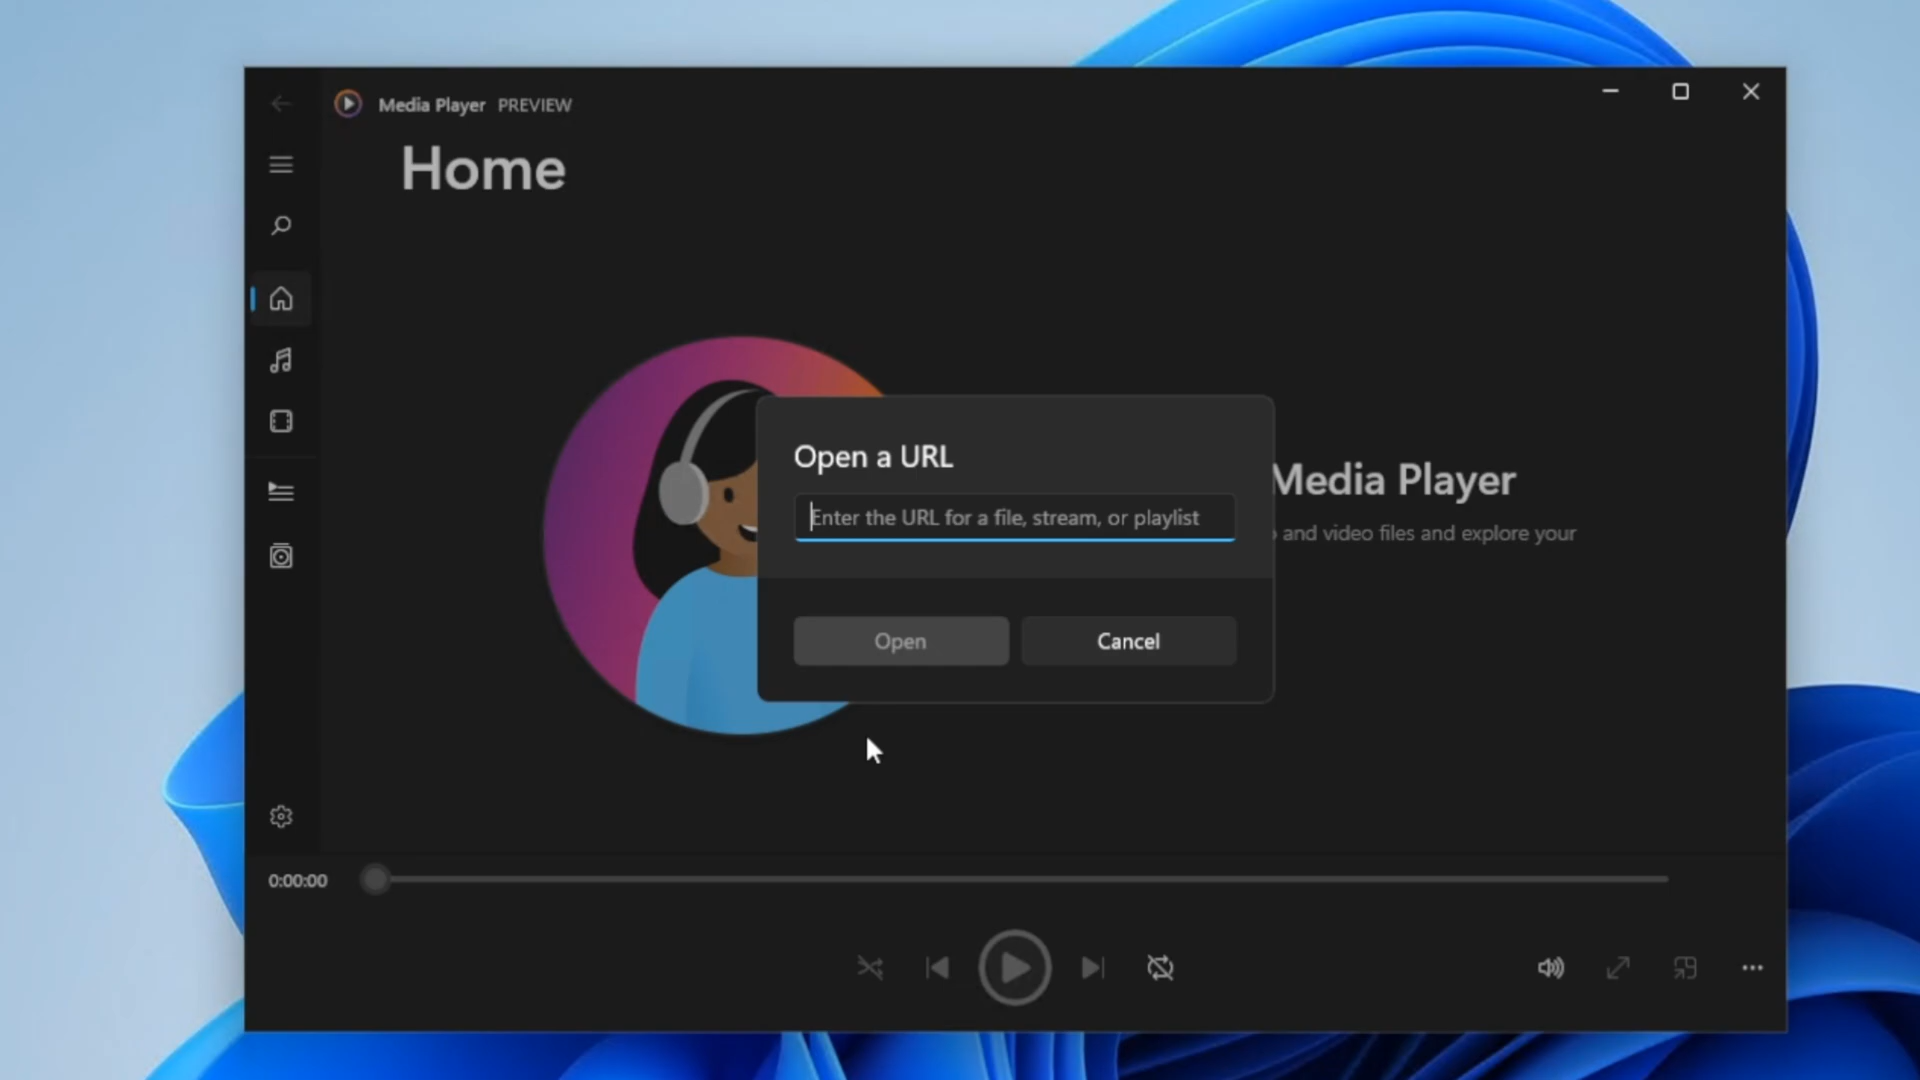 Media Player PREVIEW
Home
Open a URL
Enter the URL for a file, stream, or playlist
Media Player
and video files and explore your
Open
Cancel
0:00:00